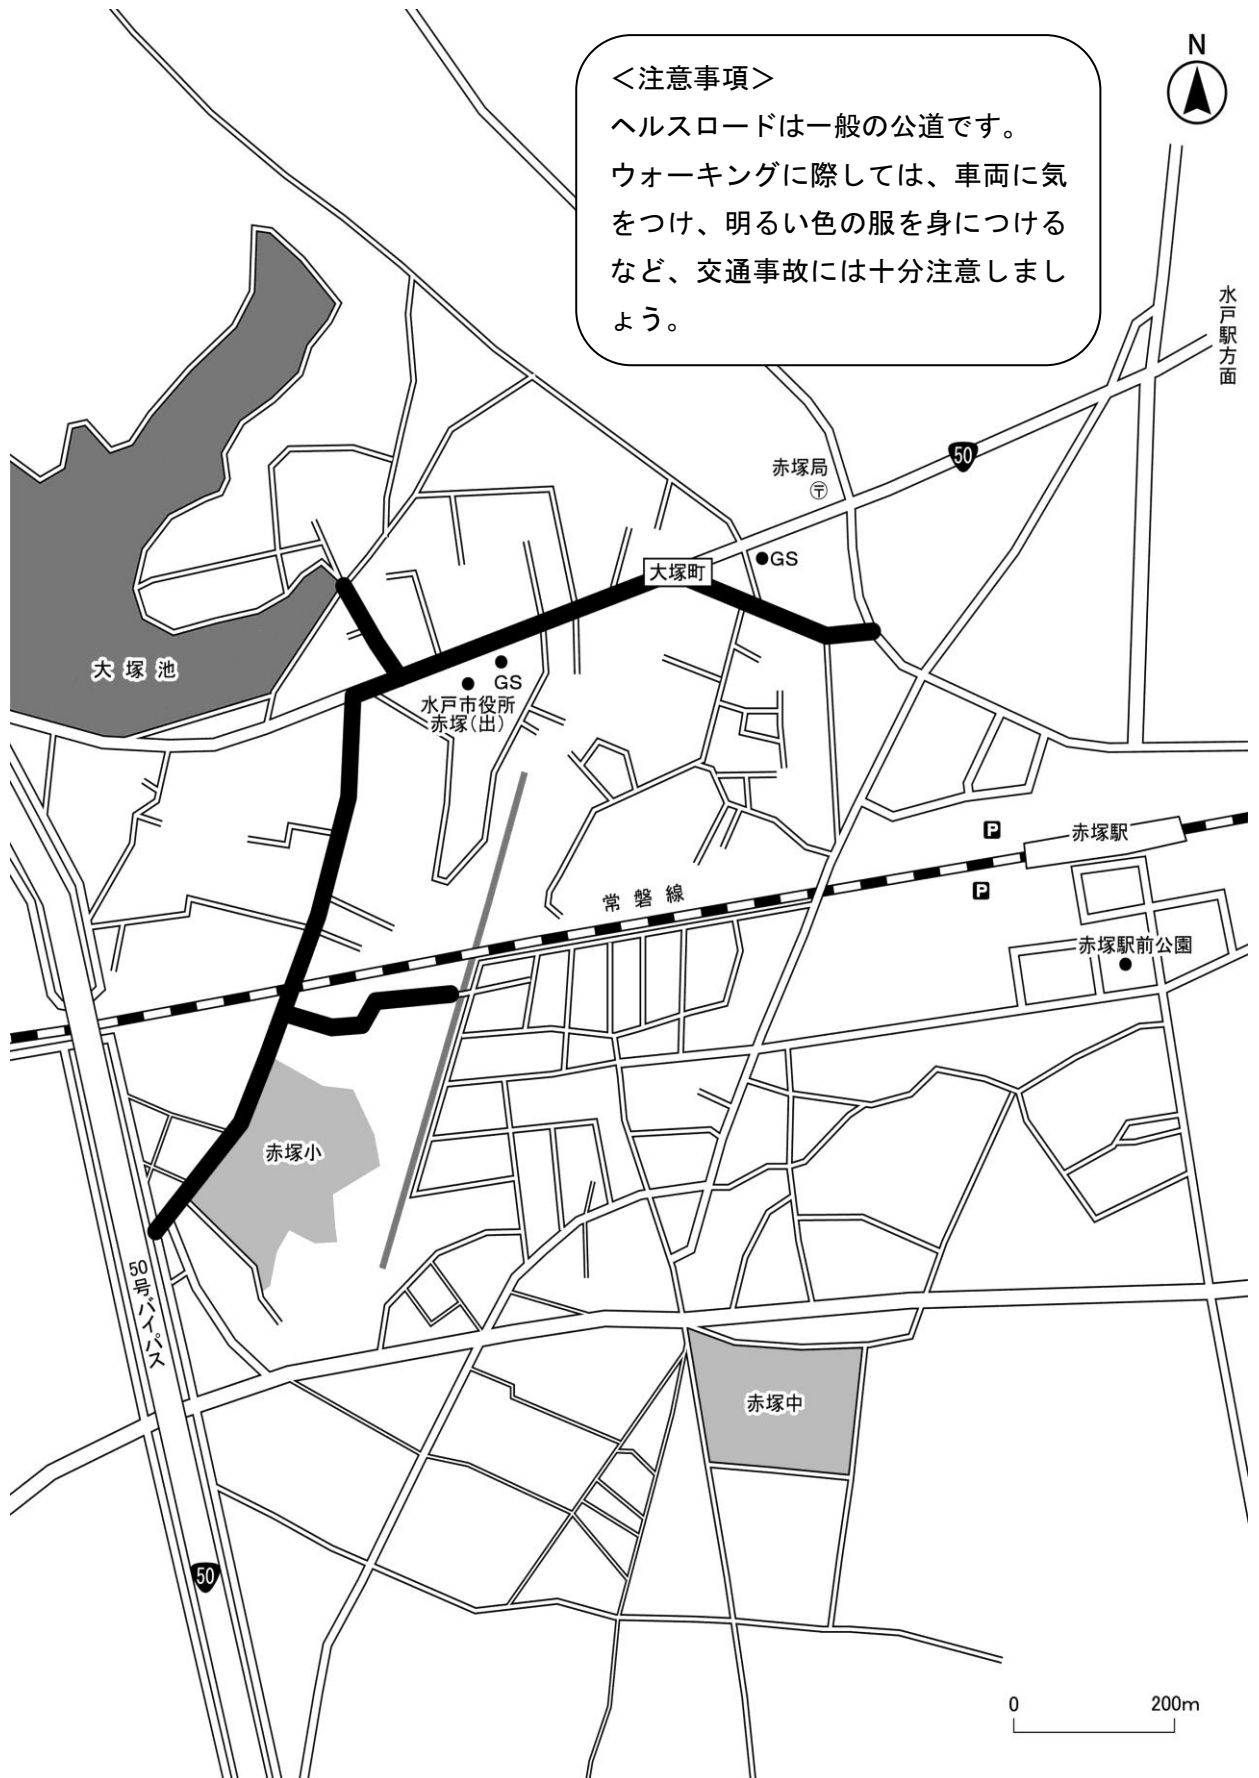 N
＜注意事項＞
ヘルスロードは一般の公道です。
ウォーキングに際しては、車両に気
をつけ、明るい色の服を身につける
など、交通事故には十分注意しまし
ょう。
水戸駅方面
50
赤塚局
〒
GS
大塚町
大塚池
GS
水戸市役所
赤塚(出)
P
赤塚駅
P
常磐線
赤塚駅前公園
赤塚小
50号バイパス
赤塚中
50
0 200m